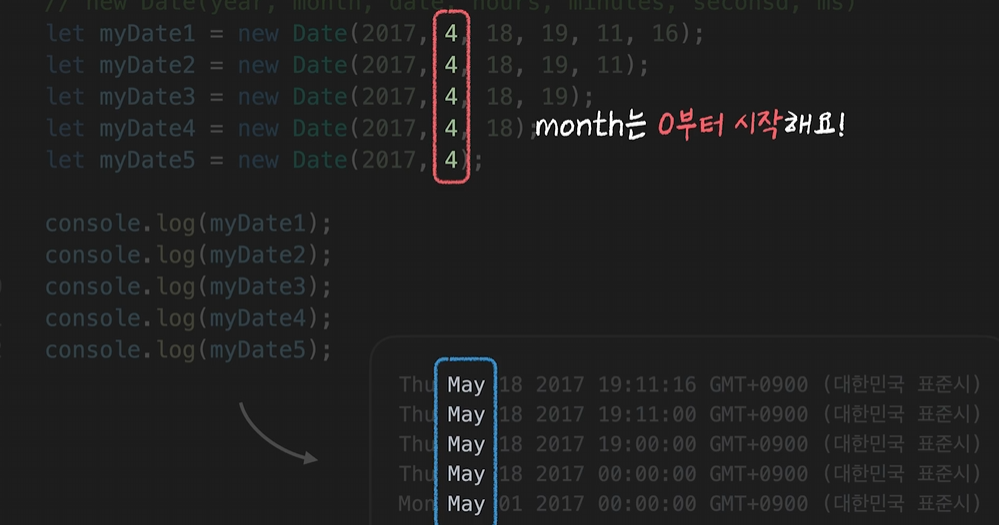 // new Date(year, month, date, hours, minutes, seconsd, ms)
let myDate1 = new Date(2017, 4, 18, 19, 11, 16);
let myDate2 = new Date(2017, 4, 18, 19, 11);
let myDate3 = new Date(2017, 4, 18, 19);
let myDate4 = new Date(2017, 4, 18);
month는 0부터 시작해요!
let myDate5 = new Date(2017, 4);
console.log(myDate1);
console.log(myDate2);
console.log(myDate3);
console.log(myDate4);
console.log(myDate5);
Thu May 18 2017 19:11:16 GMT+0900 (대한민국 표준시)
Thu May 18 2017 19:11:00 GMT+0900 (대한민국 표준시)
Thu May 18 2017 19:00:00 GMT+0900 (대한민국 표준시)
Thu May 18 2017 00:00:00 GMT+0900 (대한민국 표준시)
Mon May 01 2017 00:00:00 GMT+0900 (대한민국 표준시)